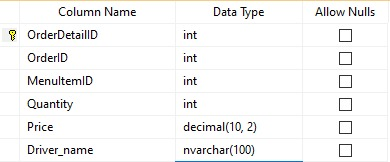 Column Name Data Type Allow Nulls
OrderDetailID int
OrderID int
MenuItemID int
Quantity int
Price decimal(10, 2)
Driver_name nvarchar(100)